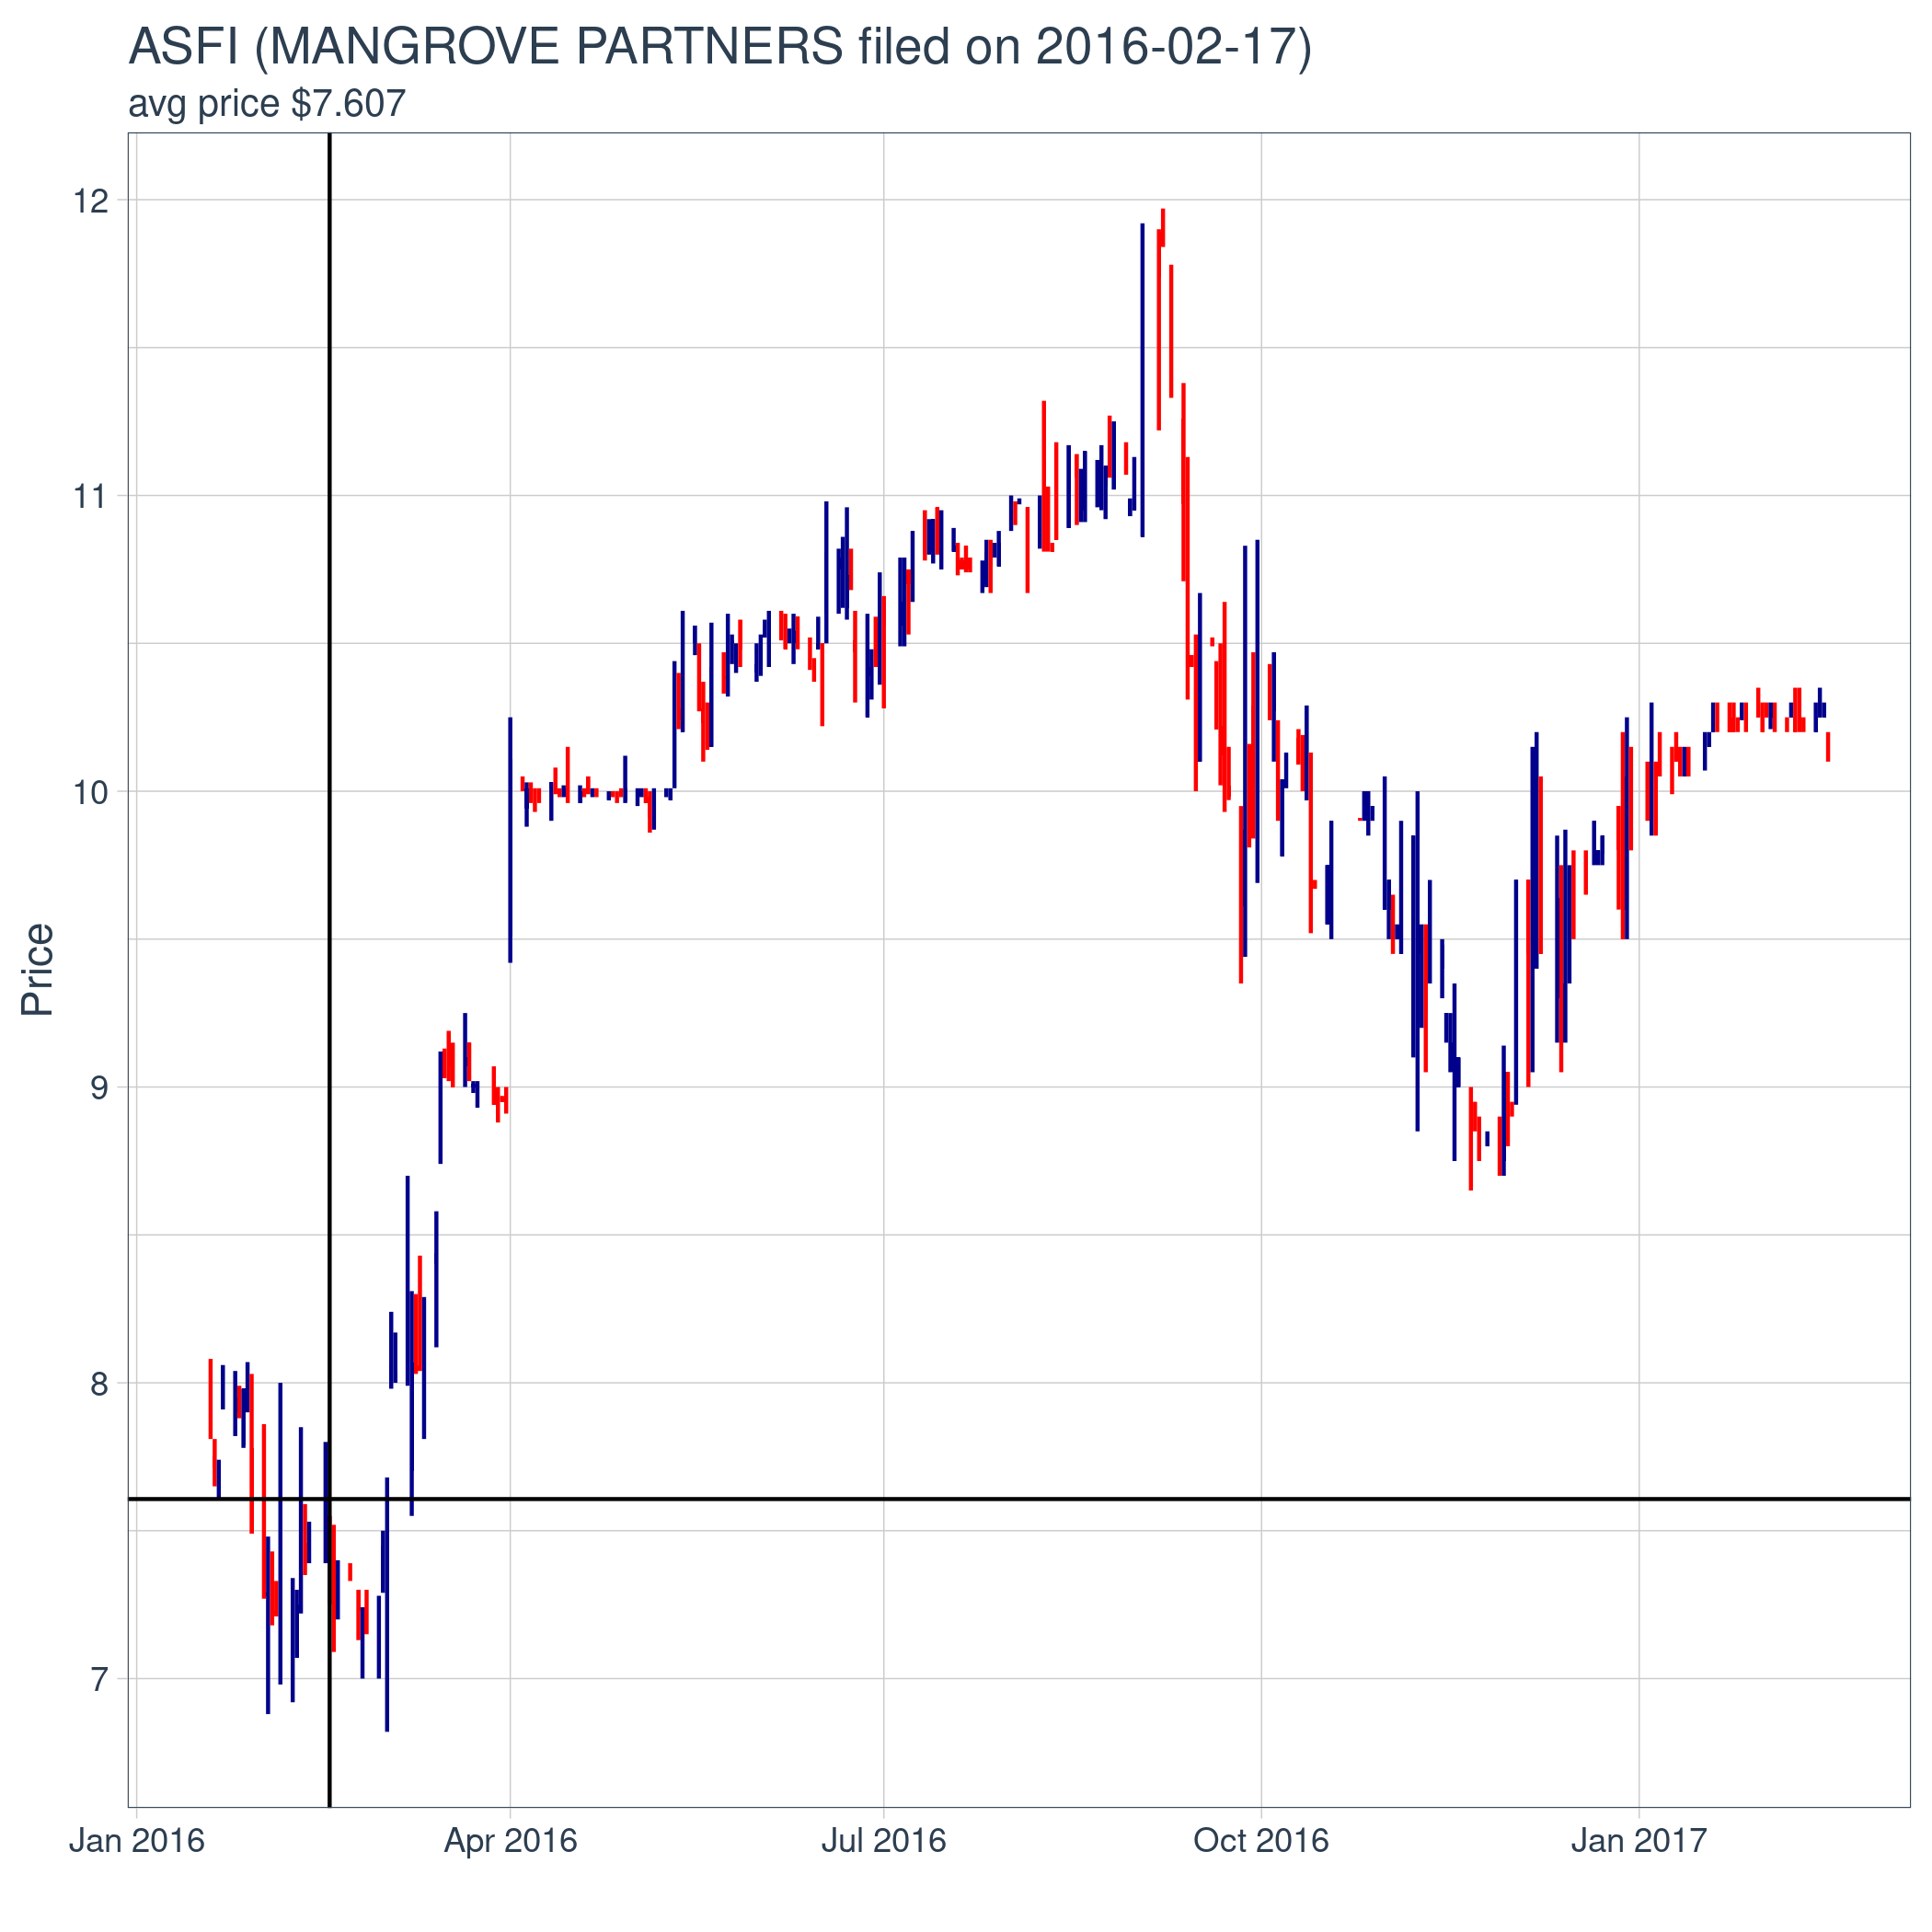 ASFI (MANGROVE PARTNERS filed on 2016-02-17)
avg price $7.607
12
11
10
9
8
7
Price
Jan 2016
Apr 2016
Jul 2016
Oct 2016
Jan 2017